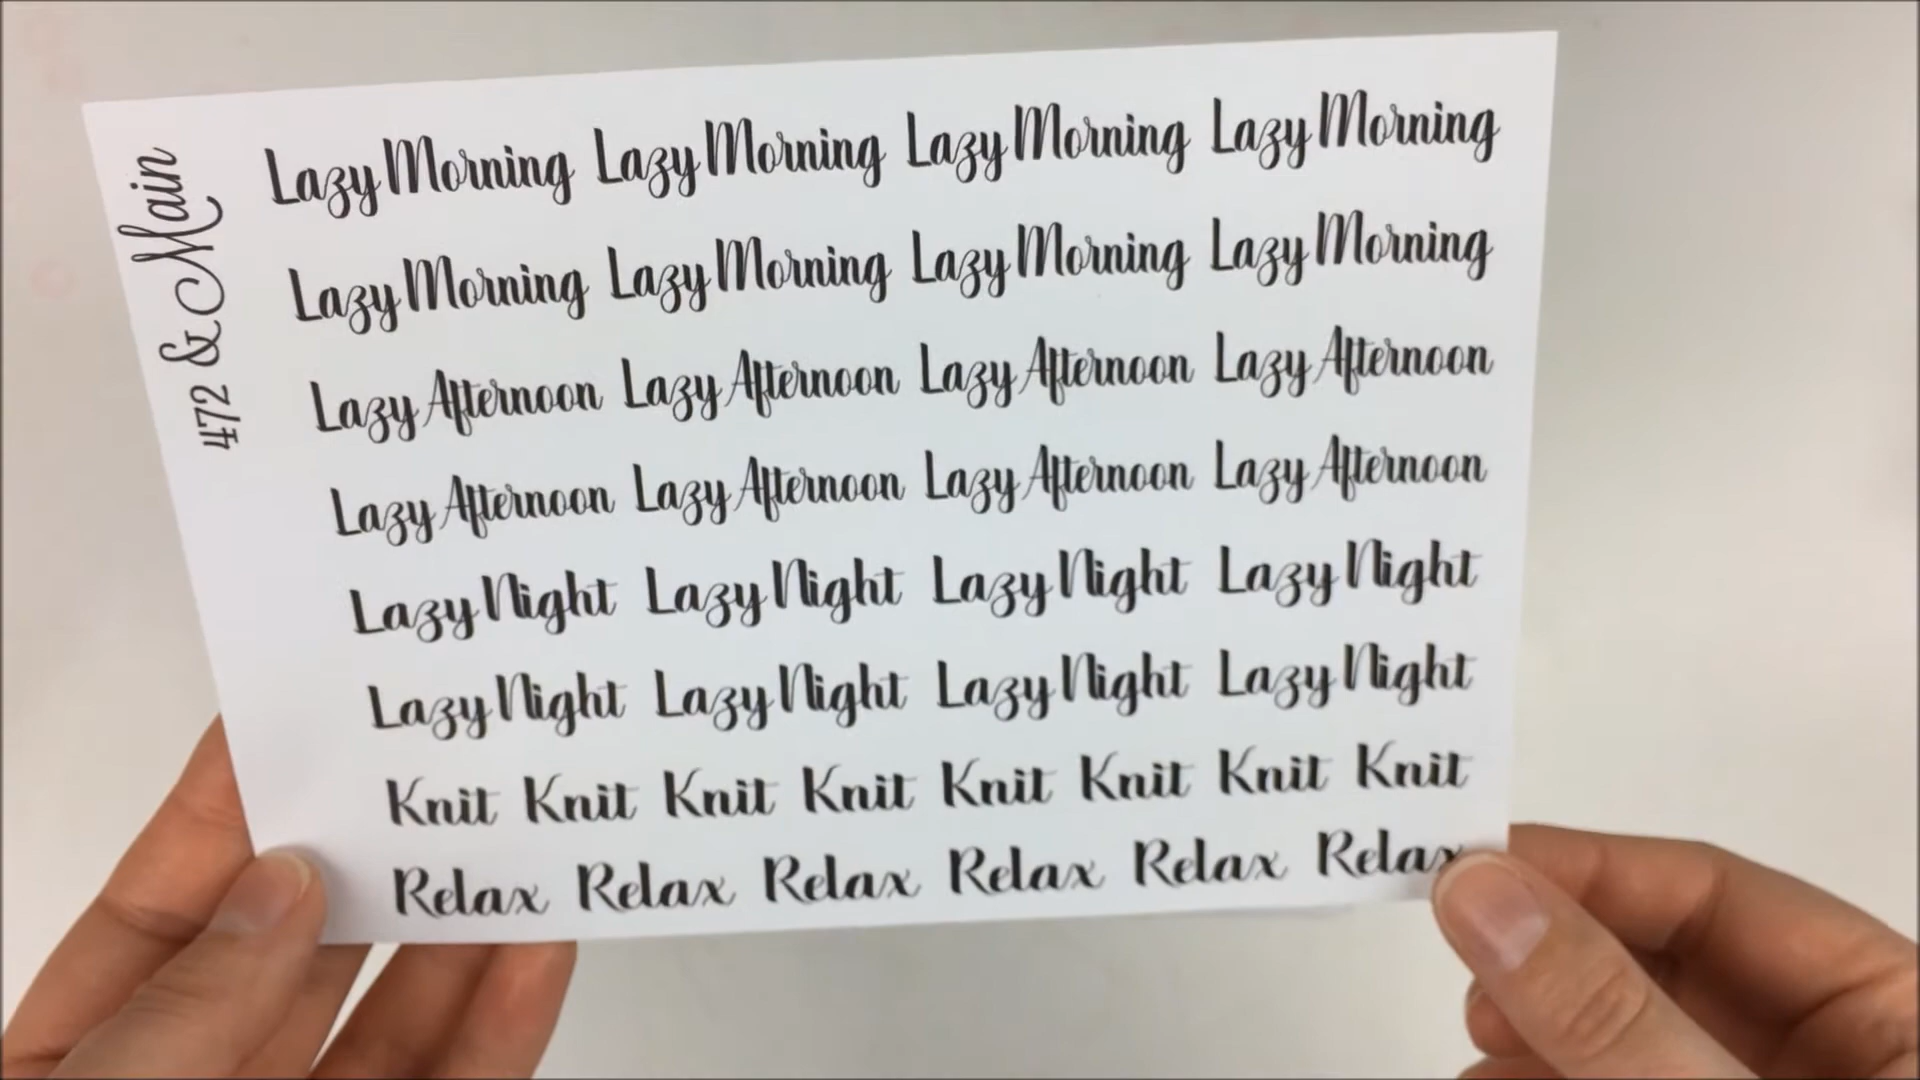 472 & Main
Lazy Morning Lazy Morning Lazy Morning Lazy Morning
Lazy Morning Lazy Morning Lazy Morning Lazy Morning
Lazy Afternoon Lazy Afternoon Lazy Afternoon Lazy Afternoon
Lazy Afternoon Lazy Afternoon Lazy Afternoon Lazy Afternoon
Lazy Night Lazy Night Lazy Night Lazy Night
Lazy Night Lazy Night Lazy Night Lazy Night
Knit Knit Knit Knit Knit Knit Knit Knit
Relax Relax Relax Relax Relax Relax